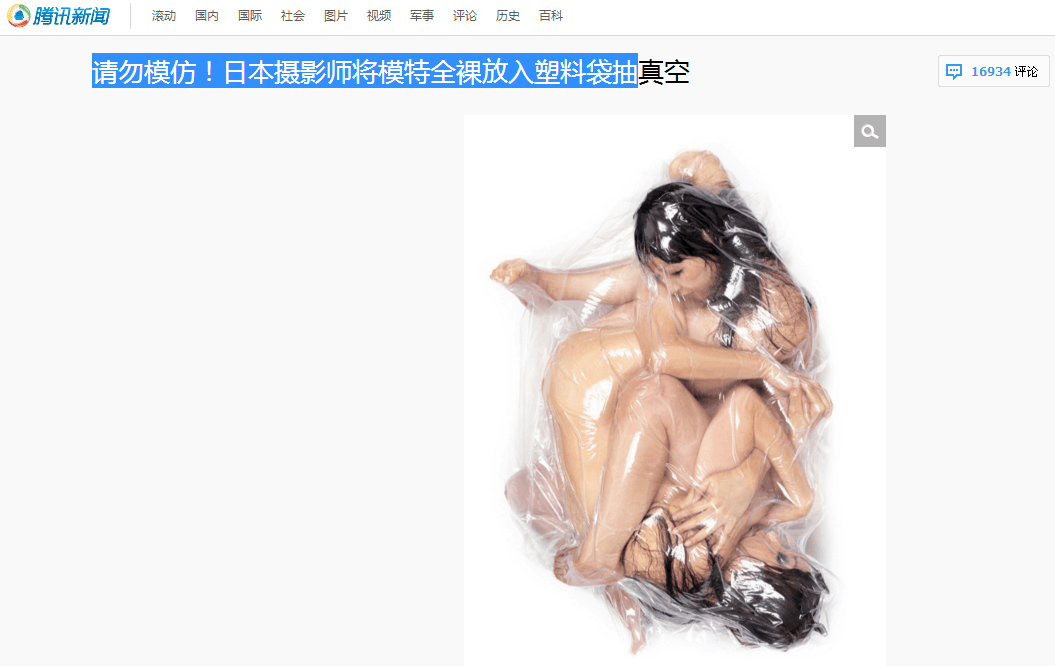 腾讯新闻 滚动 国内 国际 社会 图片 视频 军事 评论 历史 百科
请勿模仿！日本摄影师将模特全裸放入塑料袋抽真空
16934 评论